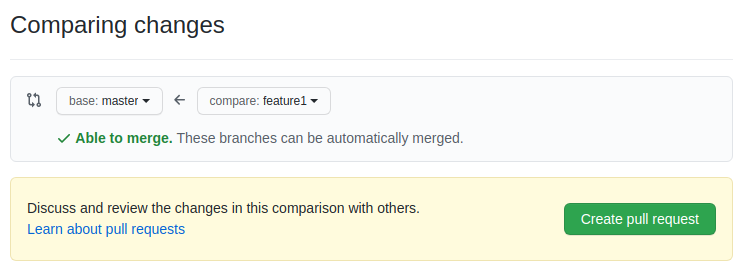 Comparing changes
base: master compare: feature1
Able to merge. These branches can be automatically merged.
Discuss and review the changes in this comparison with others.
Learn about pull requests
Create pull request